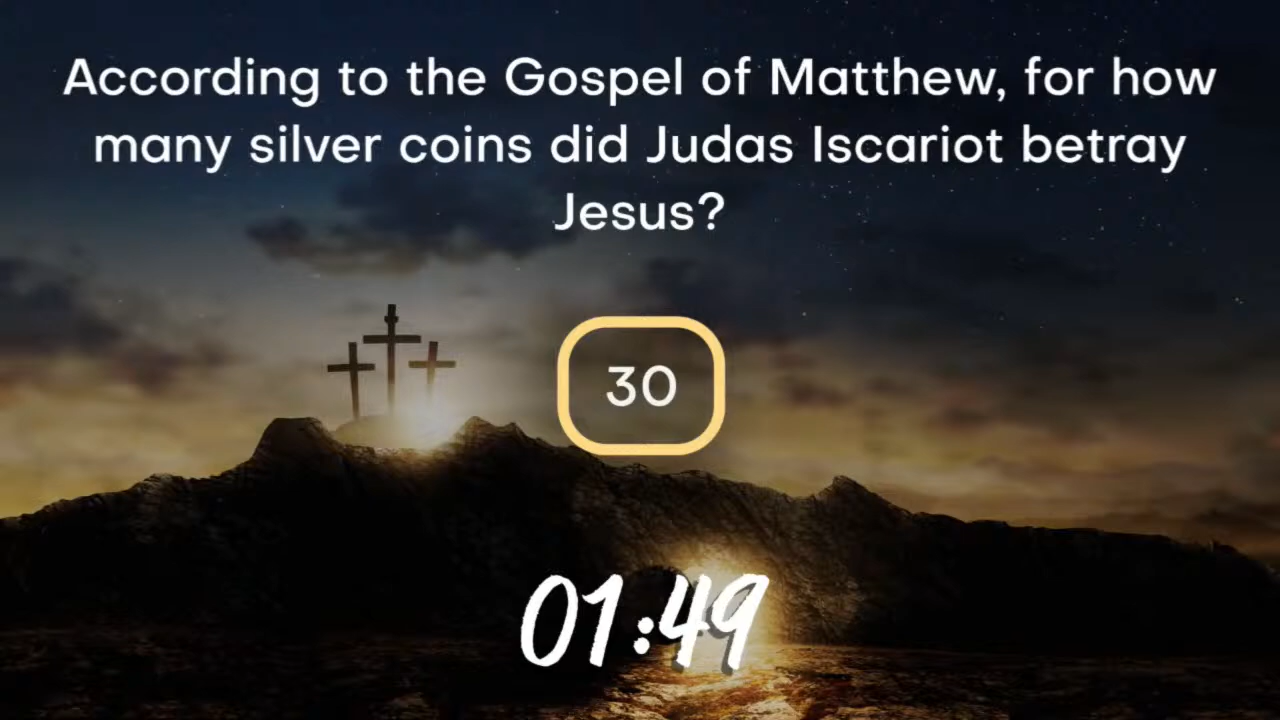 According to the Gospel of Matthew, for how
many silver coins did Judas Iscariot betray
Jesus?
30
01:49